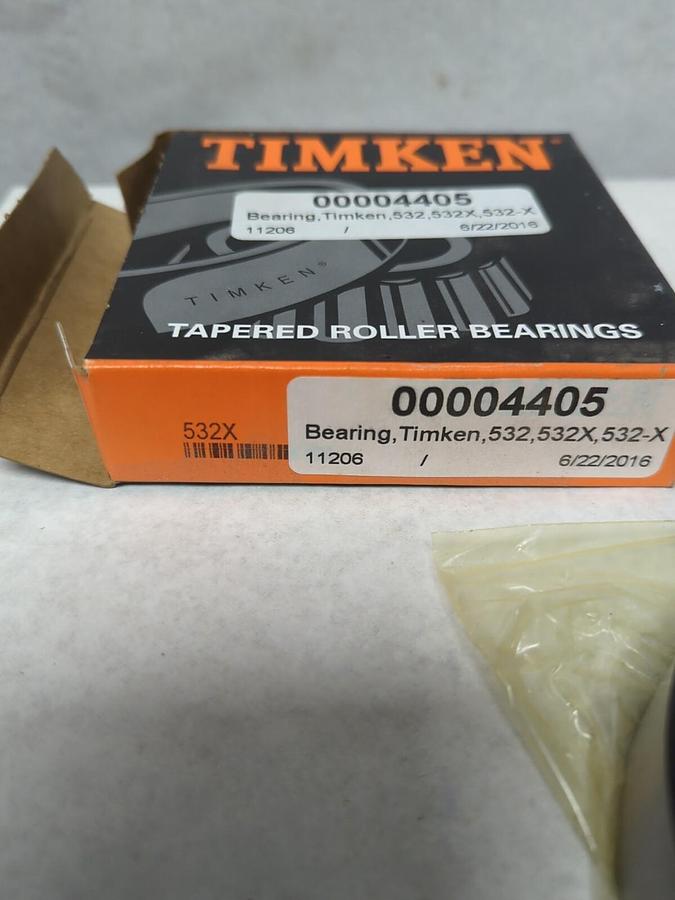 TIMKEN
00004405
Bearing,Timken,532,532X,532-X
11206 / 6/22/2016
TIMKEN®
TAPERED ROLLER BEARINGS
532X
00004405
Bearing,Timken,532,532X,532-X
11206 / 6/22/2016